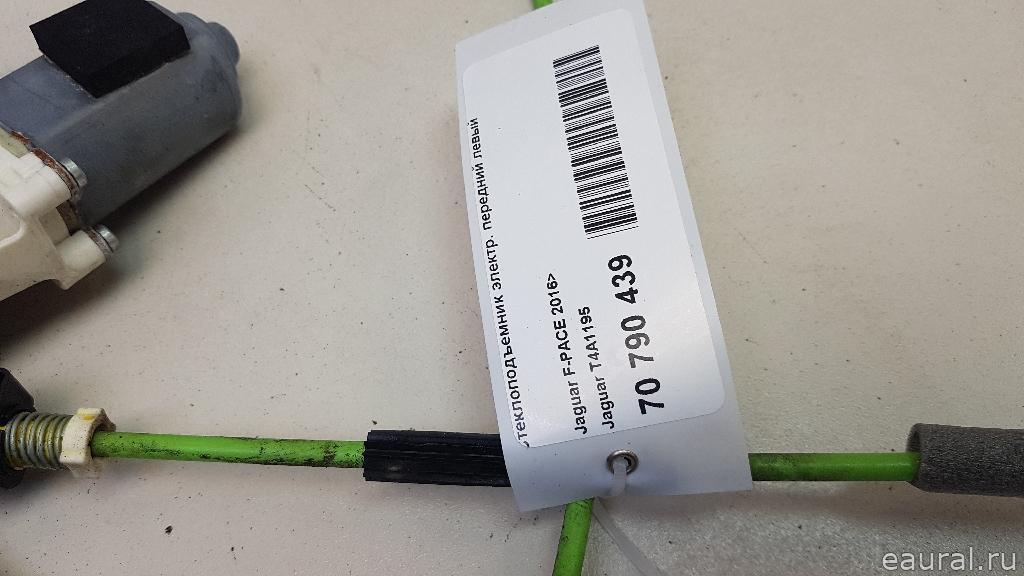 стеклоподъемник электр. передний левый
Jaguar F-PACE 2016>
Jaguar T4A1195
70 790 439
eaural.ru